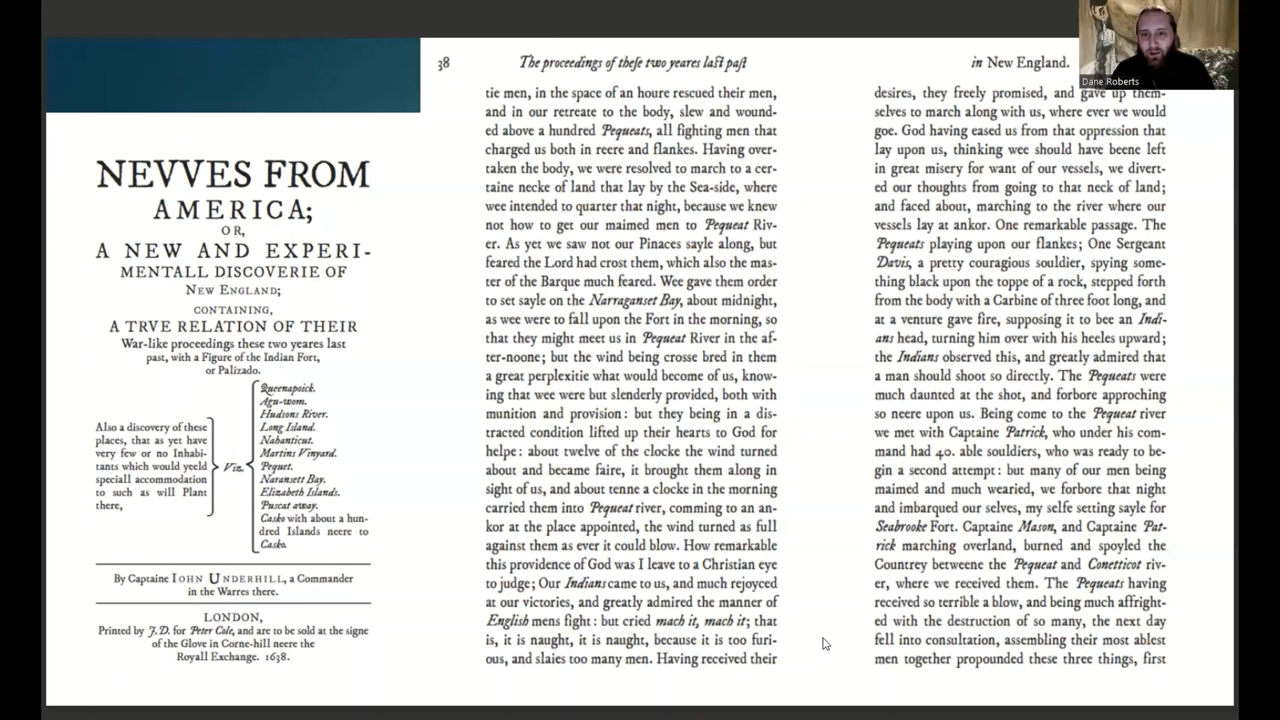 NEVVES FROM
AMERICA;
OR,
A NEW AND EXPERI-
MENTALL DISCOVERIE OF
NEW ENGLAND;
CONTAINING,
A TRVE RELATION OF THEIR
War-like proceedings these two yeares last
past, with a Figure of the Indian Fort,
or Palizado.
Also a discovery of these
places, that as yet have
very few or no Inhabi-
tants which would yeeld
speciall accommodation
to such as will Plant
there,
Viz.
Queenapoick.
Agu-wom.
Hudsons River.
Long Island.
Nahanticut.
Martins Vinyard.
Pequet.
Naransett Bay.
Elizabeth Islands.
Puscat away.
Casko with about a hun-
dred Islands neere to
Casko.
By Captaine IOHN UNDERHILL, a Commander
in the Warres there.
LONDON,
Printed by J.D. for Peter Cole, and are to be sold at the signe
of the Glove in Corne-hill neere the
Royall Exchange. 1638.
38 The proceedings of these two yeares last past
tie men, in the space of an houre rescued their men,
and in our retreate to the body, slew and wound-
ed above a hundred Pequeats, all fighting men that
charged us both in reere and flankes. Having over-
taken the body, we were resolved to march to a cer-
taine necke of land that lay by the Sea-side, where
wee intended to quarter that night, because we knew
not how to get our maimed men to Pequeat Riv-
er. As yet we saw not our Pinaces sayle along, but
feared the Lord had crost them, which also the mas-
ter of the Barque much feared. Wee gave them order
to set sayle on the Narraganset Bay, about midnight,
as wee were to fall upon the Fort in the morning, so
that they might meet us in Pequeat River in the af-
ter-noone; but the wind being crosse bred in them
a great perplexitie what would become of us, know-
ing that wee were but slenderly provided, both with
munition and provision: but they being in a dis-
tracted condition lifted up their hearts to God for
helpe: about twelve of the clocke the wind turned
about and became faire, it brought them along in
sight of us, and about tenne a clocke in the morning
carried them into Pequeat river, comming to an an-
kor at the place appointed, the wind turned as full
against them as ever it could blow. How remarkable
this providence of God was I leave to a Christian eye
to judge; Our Indians came to us, and much rejoyced
at our victories, and greatly admired the manner of
English mens fight: but cried mach it, mach it; that
is, it is naught, it is naught, because it is too furi-
ous, and slaies too many men. Having received their
in New England.
desires, they freely promised, and gave up them-
selves to march along with us, where ever we would
goe. God having eased us from that oppression that
lay upon us, thinking wee should have beene left
in great misery for want of our vessels, we divert-
ed our thoughts from going to that neck of land;
and faced about, marching to the river where our
vessels lay at ankor. One remarkable passage. The
Pequeats playing upon our flankes; One Sergeant
Davis, a pretty couragious souldier, spying some-
thing black upon the toppe of a rock, stepped forth
from the body with a Carbine of three foot long, and
at a venture gave fire, supposing it to bee an Indi-
ans head, turning him over with his heeles upward;
the Indians observed this, and greatly admired that
a man should shoot so directly. The Pequeats were
much daunted at the shot, and forbore approching
so neere upon us. Being come to the Pequeat river
we met with Captaine Patrick, who under his com-
mand had 40. able souldiers, who was ready to be-
gin a second attempt: but many of our men being
maimed and much wearied, we forbore that night
and imbarqued our selves, my selfe setting sayle for
Seabrooke Fort. Captaine Mason, and Captaine Pat-
rick marching overland, burned and spoyled the
Countrey betweene the Pequeat and Conetticot riv-
er, where we received them. The Pequeats having
received so terrible a blow, and being much affright-
ed with the destruction of so many, the next day
fell into consultation, assembling their most ablest
men together propounded these three things, first
Dane Roberts